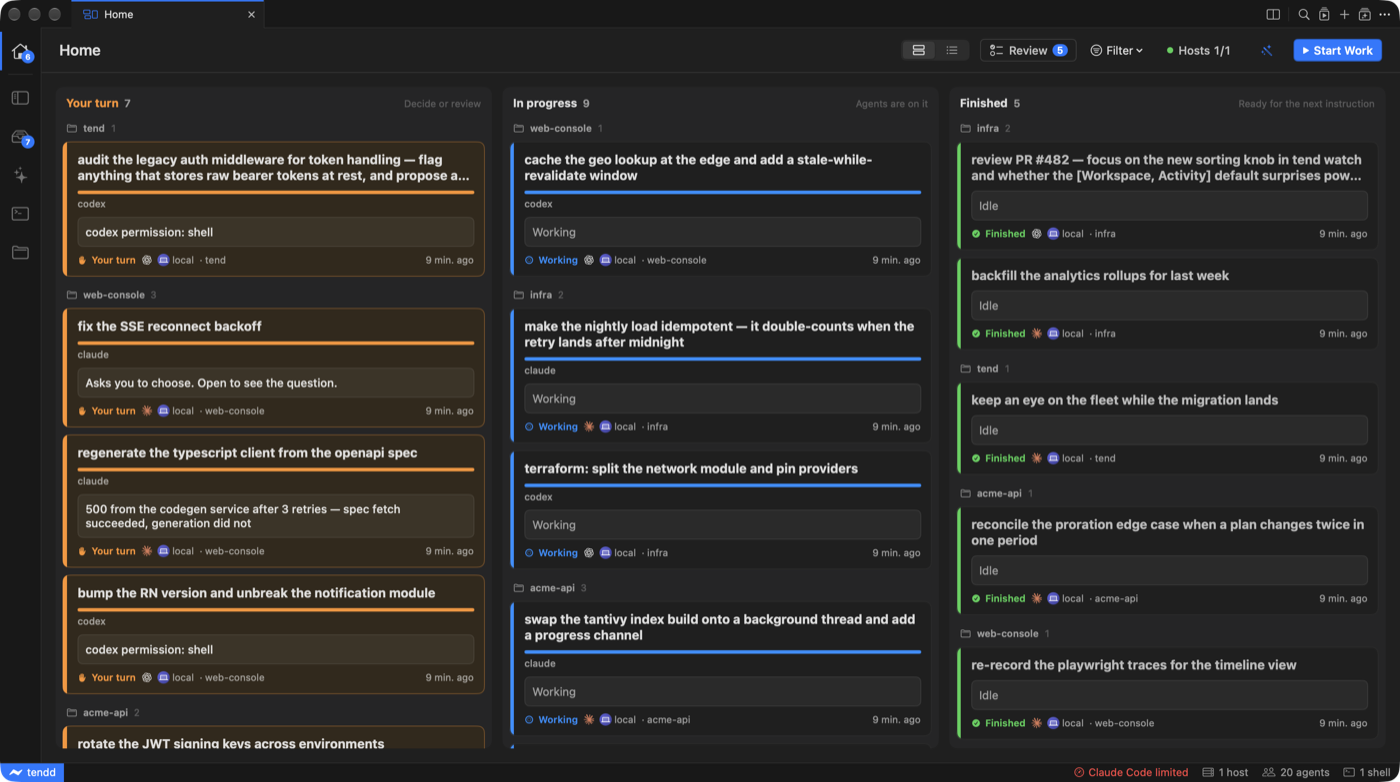 Home
6
Home
Review 5
Filter
Hosts 1/1
Start Work
7
Your turn 7
Decide or review
tend 1
audit the legacy auth middleware for token handling — flag
anything that stores raw bearer tokens at rest, and propose a...
codex
codex permission: shell
Your turn local · tend
9 min. ago
web-console 3
fix the SSE reconnect backoff
claude
Asks you to choose. Open to see the question.
Your turn local · web-console
9 min. ago
regenerate the typescript client from the openapi spec
claude
500 from the codegen service after 3 retries — spec fetch
succeeded, generation did not
Your turn local · web-console
9 min. ago
bump the RN version and unbreak the notification module
codex
codex permission: shell
Your turn local · web-console
9 min. ago
acme-api 2
rotate the JWT signing keys across environments
In progress 9
Agents are on it
web-console 1
cache the geo lookup at the edge and add a stale-while-
revalidate window
codex
Working
Working local · web-console
9 min. ago
infra 2
make the nightly load idempotent — it double-counts when the
retry lands after midnight
claude
Working
Working local · infra
9 min. ago
terraform: split the network module and pin providers
codex
Working
Working local · infra
9 min. ago
acme-api 3
swap the tantivy index build onto a background thread and add
a progress channel
claude
Working
Working local · acme-api
9 min. ago
Finished 5
Ready for the next instruction
infra 2
review PR #482 — focus on the new sorting knob in tend watch
and whether the [Workspace, Activity] default surprises pow...
Idle
Finished local · infra
9 min. ago
backfill the analytics rollups for last week
Idle
Finished local · infra
9 min. ago
tend 1
keep an eye on the fleet while the migration lands
Idle
Finished local · tend
9 min. ago
acme-api 1
reconcile the proration edge case when a plan changes twice in
one period
Idle
Finished local · acme-api
9 min. ago
web-console 1
re-record the playwright traces for the timeline view
Idle
Finished local · web-console
9 min. ago
tendd
Claude Code limited
1 host
20 agents
1 shell